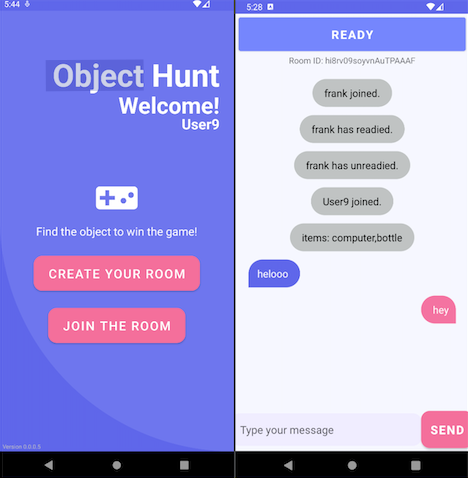 5:44
Object Hunt
Welcome!
User9
Find the object to win the game!
CREATE YOUR ROOM
JOIN THE ROOM
Version 0.0.0.5
5:28
READY
Room ID: hi8rv09soyvnAuTPAAAF
frank joined.
frank has readied.
frank has unreadied.
User9 joined.
items: computer,bottle
helooo
hey
Type your message
SEND